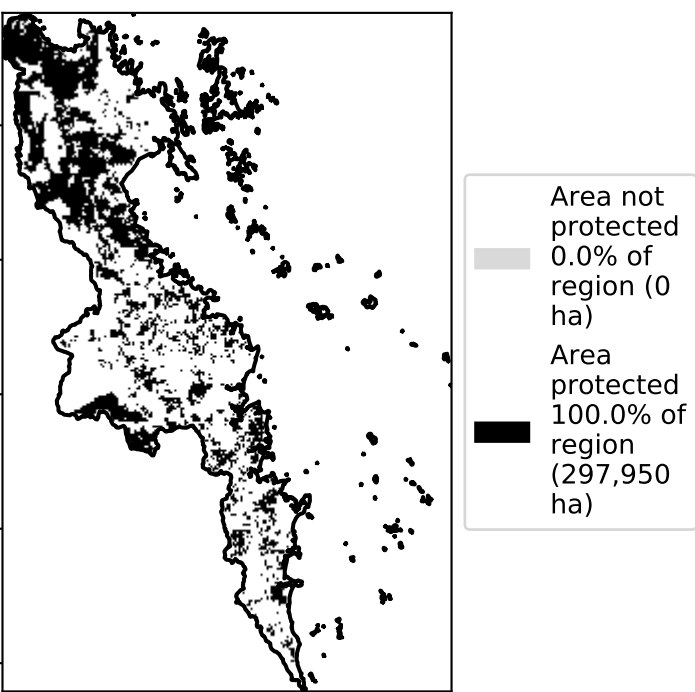 Area not
protected
0.0% of
region (0
ha)
Area
protected
100.0% of
region
(297,950
ha)